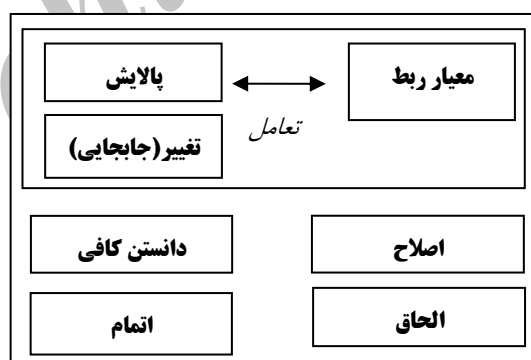 معیار ربط
پالایش
تعامل
تغییر(جابجایی)
اصلاح
دانستن کافی
الحاق
اتمام